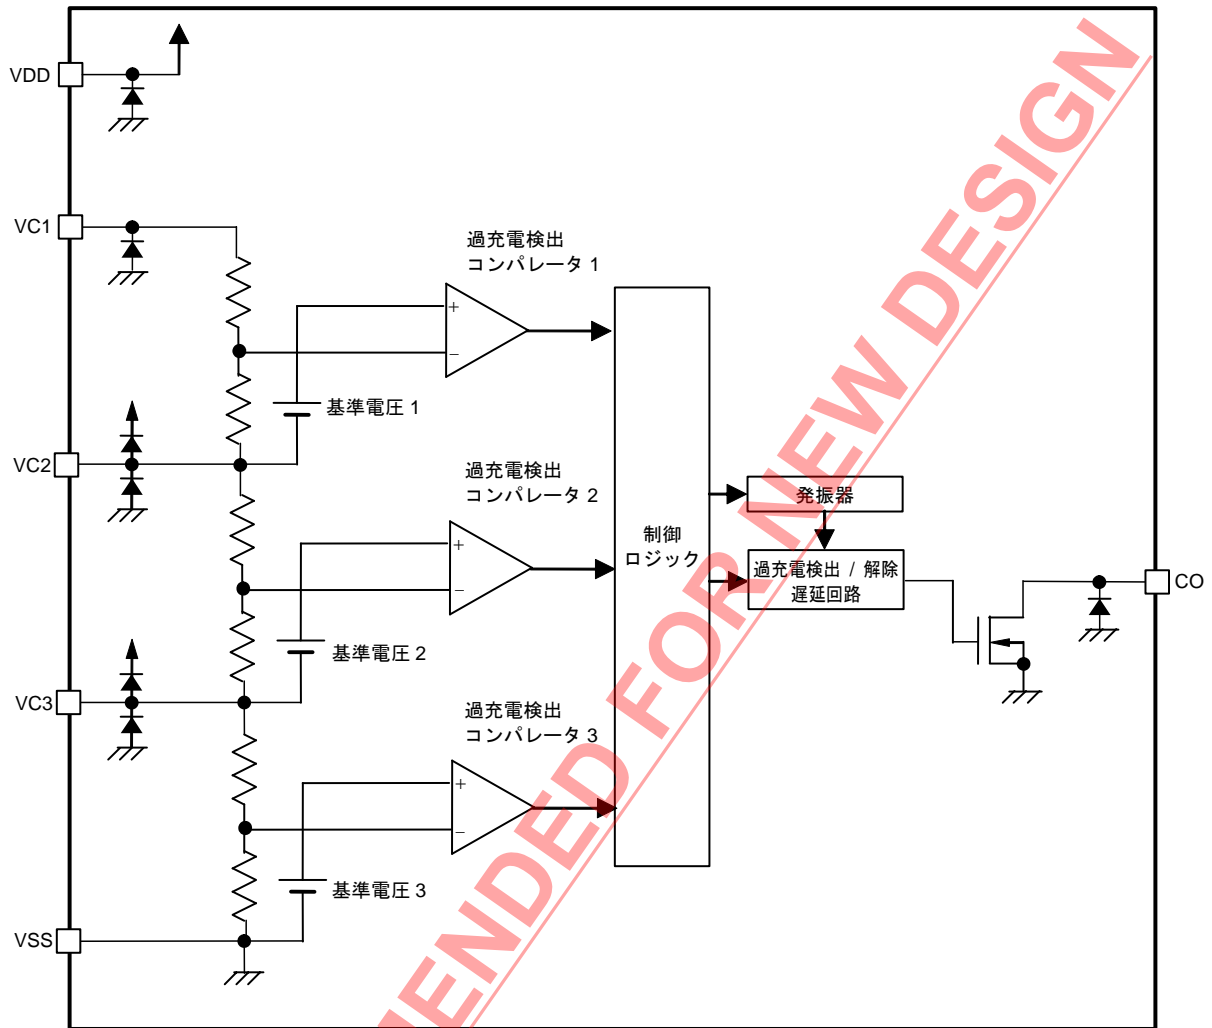 VDD
VC1
過充電検出
コンパレータ 1
+
−
基準電圧 1
VC2
過充電検出
コンパレータ 2
+
−
基準電圧 2
発振器
制御
ロジック
過充電検出 / 解除
遅延回路
CO
VC3
過充電検出
コンパレータ 3
+
−
基準電圧 3
VSS
MENDED FOR NEW DESIGN